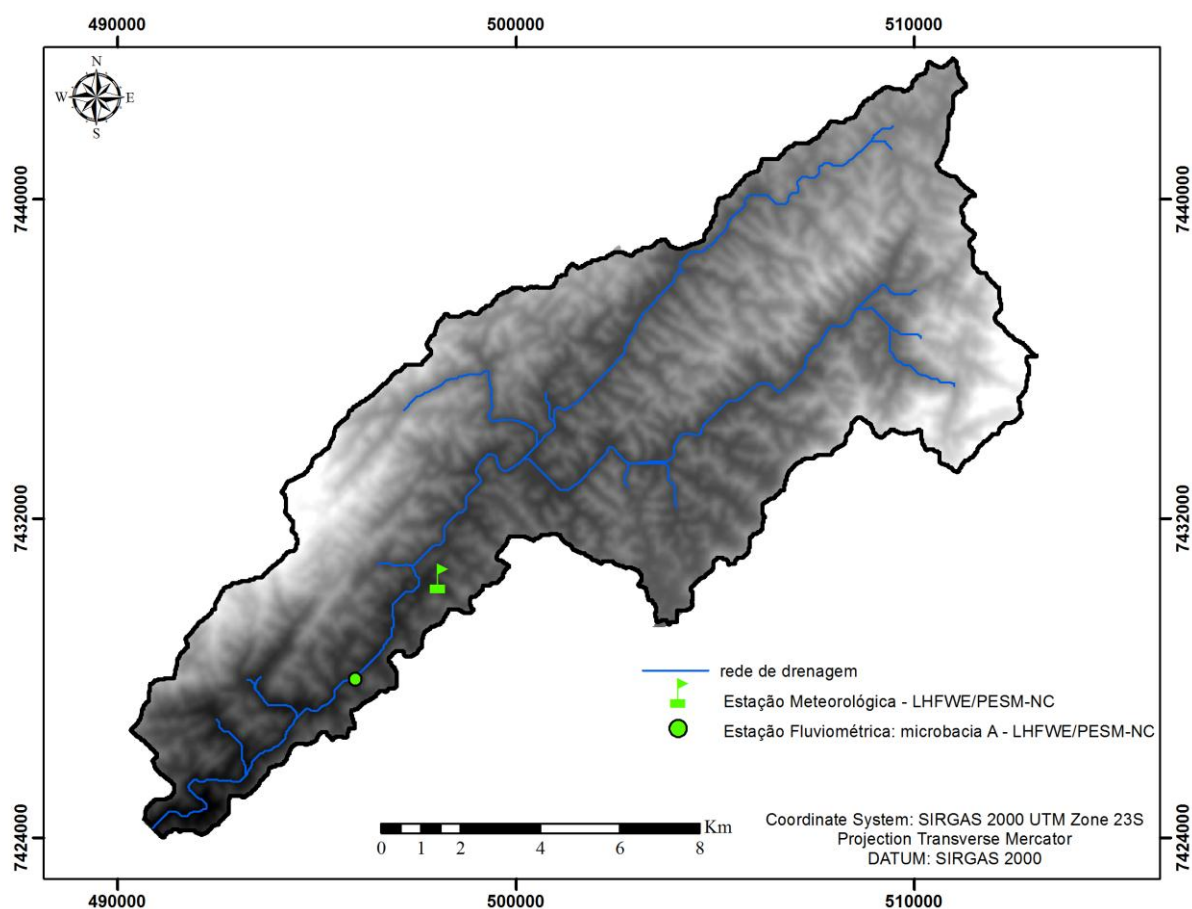 490000 500000 510000
N
W E
S
7440000 7440000
7432000 7432000
rede de drenagem
Estação Meteorológica - LHFWE/PESM-NC
Estação Fluviométrica: microbacia A - LHFWE/PESM-NC
7424000 7424000
Km
0 1 2 4 6 8
Coordinate System: SIRGAS 2000 UTM Zone 23S
Projection Transverse Mercator
DATUM: SIRGAS 2000
490000 500000 510000